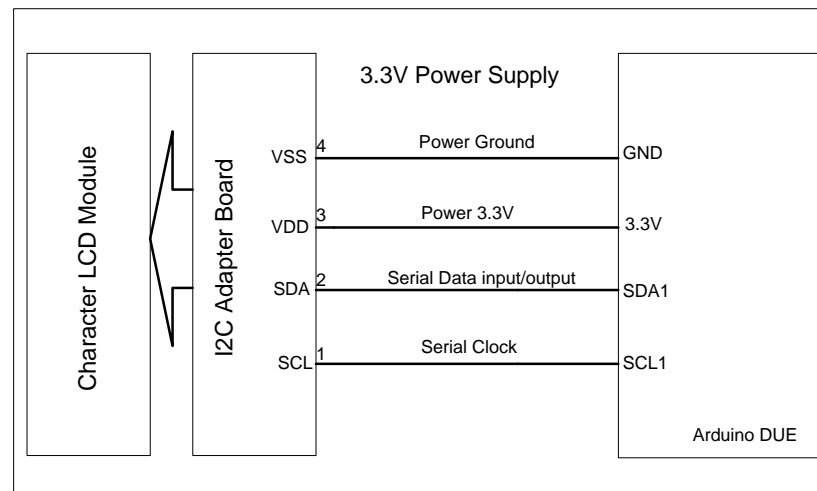 3.3V Power Supply
Character LCD Module
I2C Adapter Board
VSS 4 Power Ground GND
VDD 3 Power 3.3V 3.3V
SDA 2 Serial Data input/output SDA1
SCL 1 Serial Clock SCL1
Arduino DUE